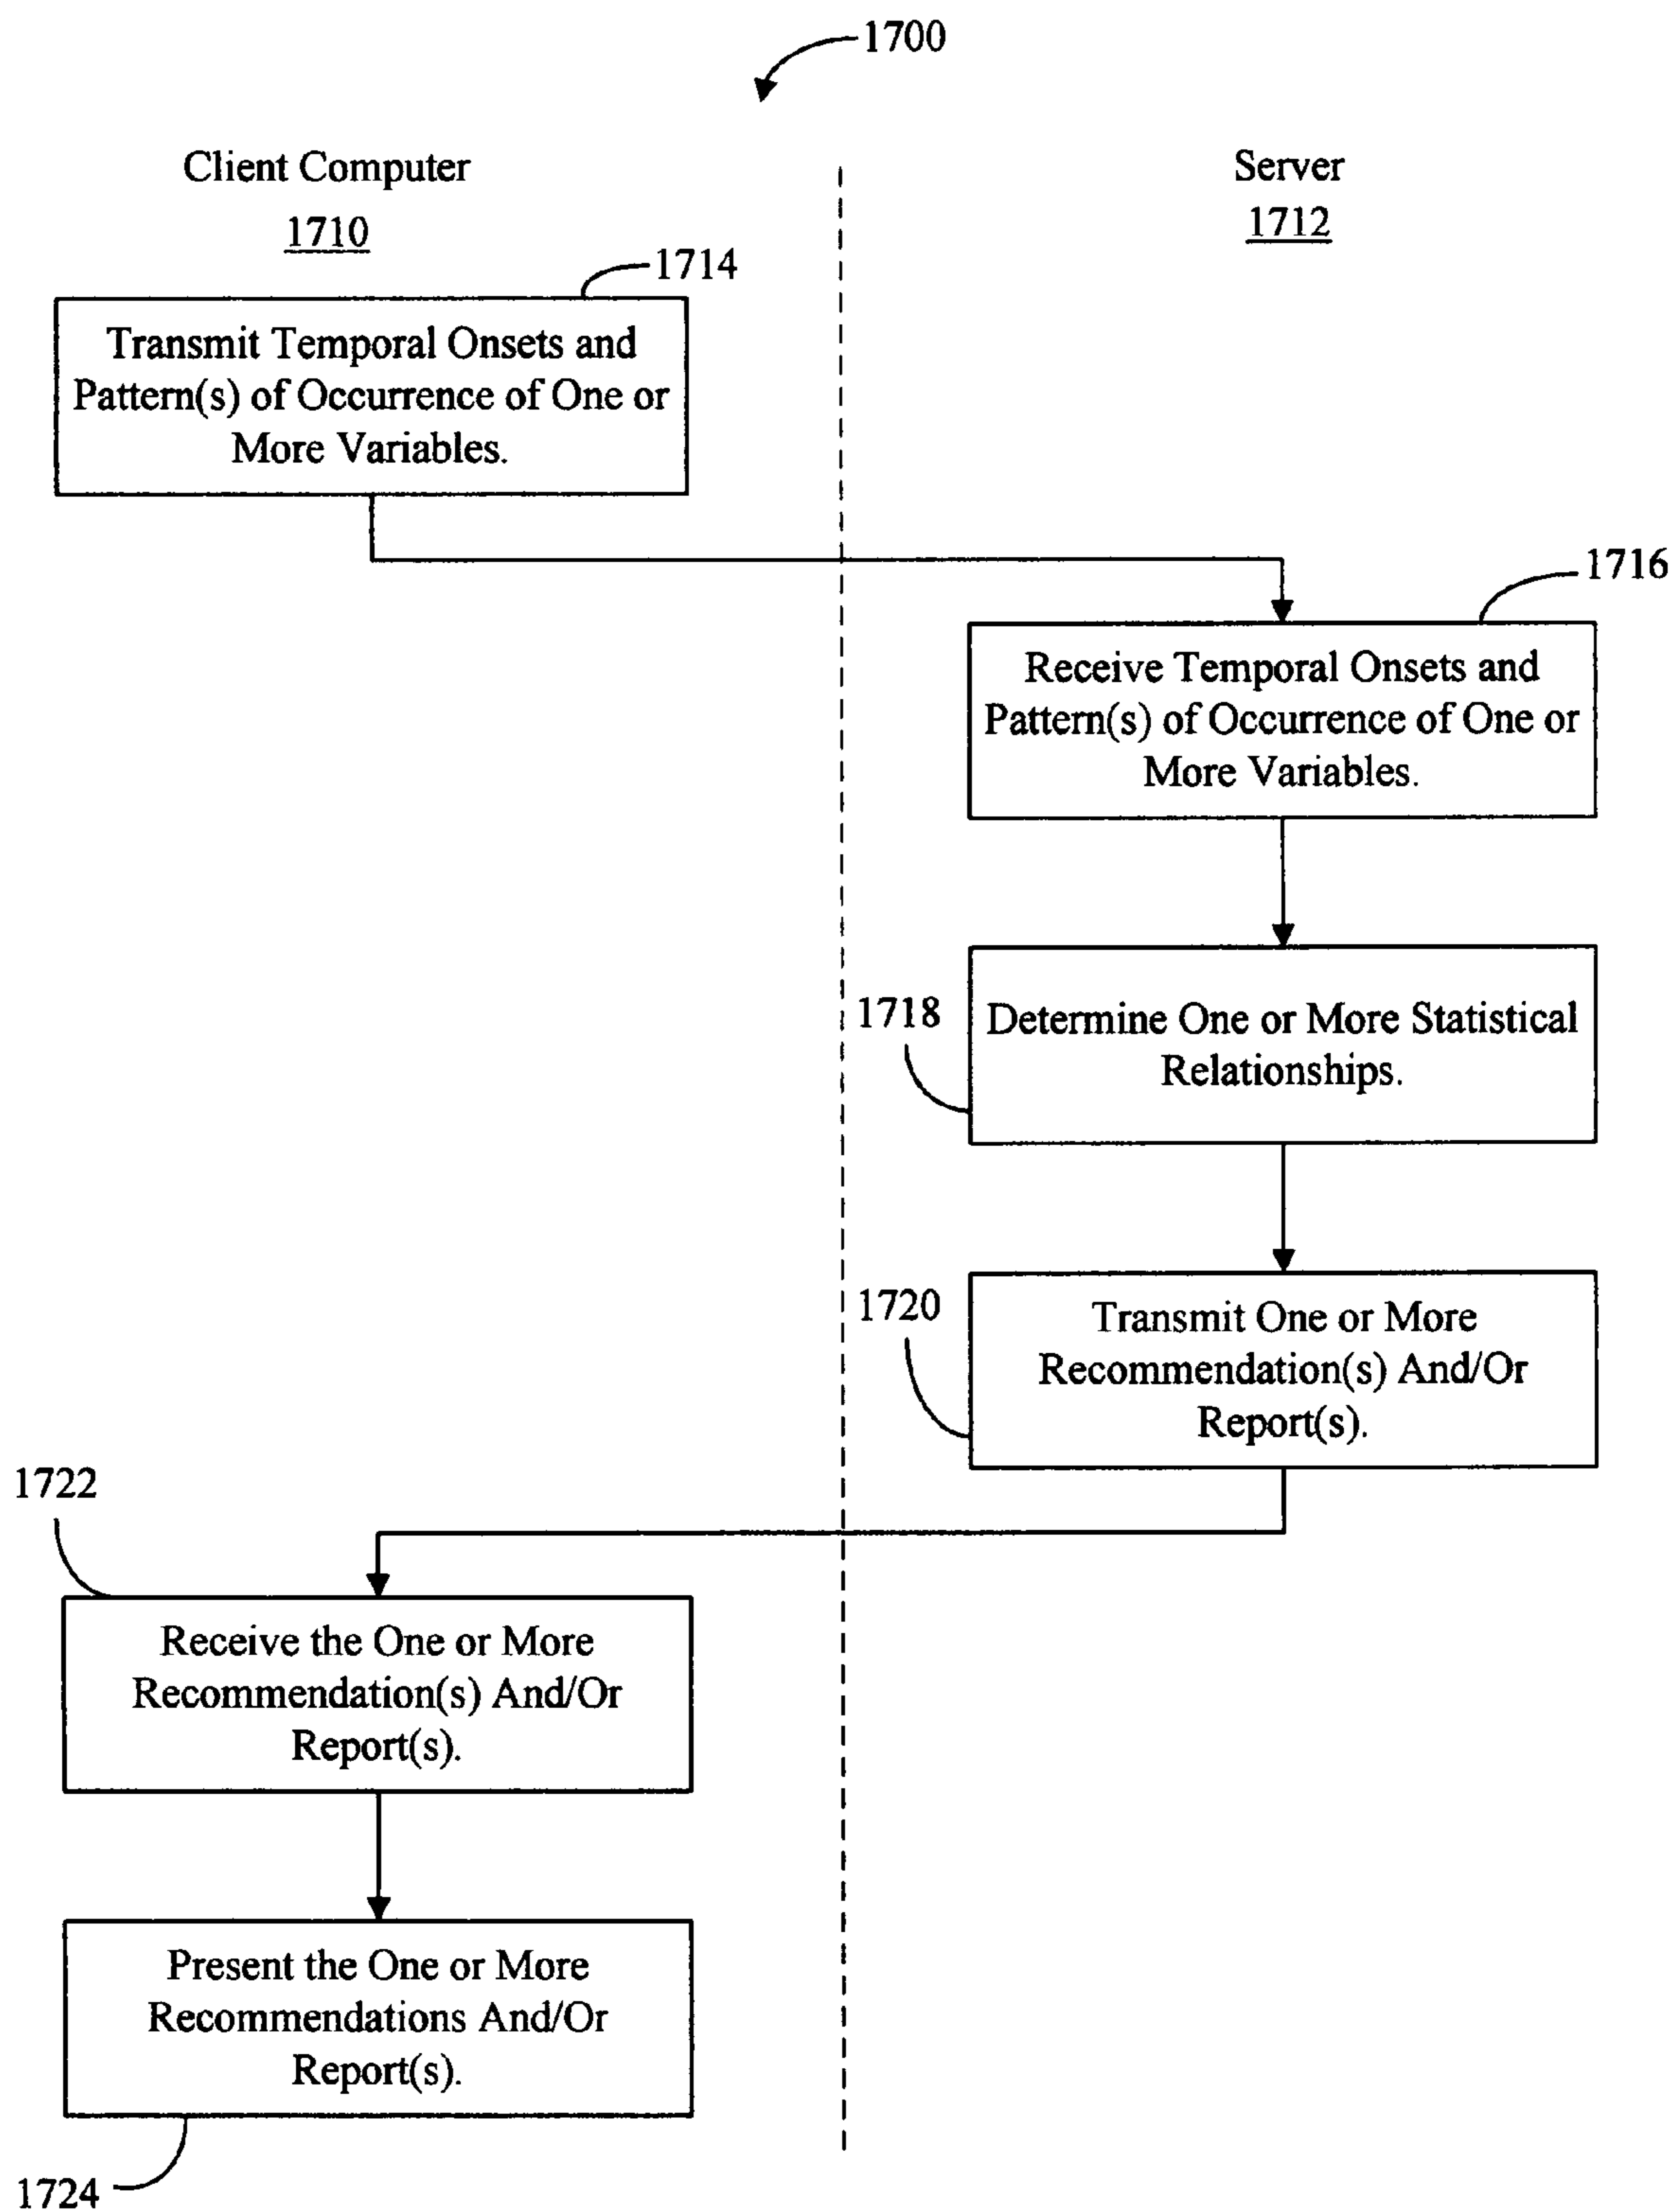 1700
Client Computer
1710
Server
1712
1714
Transmit Temporal Onsets and
Pattern(s) of Occurrence of One or
More Variables.
1716
Receive Temporal Onsets and
Pattern(s) of Occurrence of One or
More Variables.
1718
Determine One or More Statistical
Relationships.
1720
Transmit One or More
Recommendation(s) And/Or
Report(s).
1722
Receive the One or More
Recommendation(s) And/Or
Report(s).
Present the One or More
Recommendations And/Or
Report(s).
1724